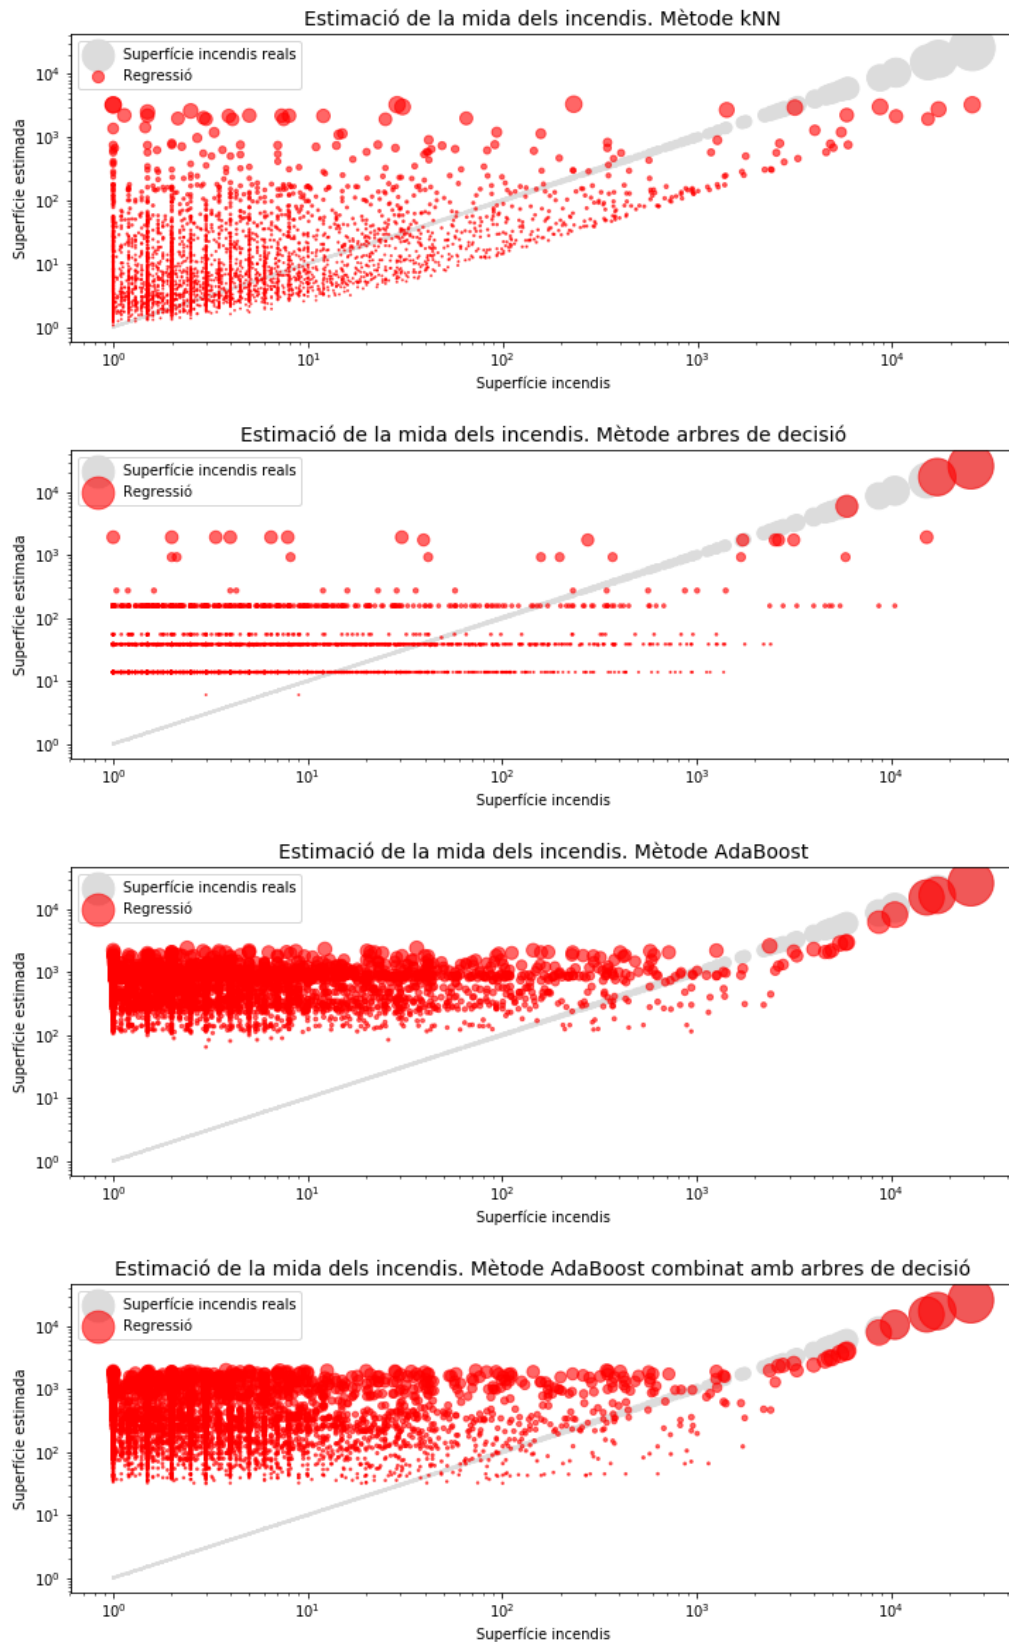 Estimació de la mida dels incendis. Mètode kNN
Superfície incendis reals
Regressió
Superfície estimada
10⁴
10³
10²
10¹
10⁰
10⁰ 10¹ 10² 10³ 10⁴
Superfície incendis
Estimació de la mida dels incendis. Mètode arbres de decisió
Superfície incendis reals
Regressió
Superfície estimada
10⁴
10³
10²
10¹
10⁰
10⁰ 10¹ 10² 10³ 10⁴
Superfície incendis
Estimació de la mida dels incendis. Mètode AdaBoost
Superfície incendis reals
Regressió
Superfície estimada
10⁴
10³
10²
10¹
10⁰
10⁰ 10¹ 10² 10³ 10⁴
Superfície incendis
Estimació de la mida dels incendis. Mètode AdaBoost combinat amb arbres de decisió
Superfície incendis reals
Regressió
Superfície estimada
10⁴
10³
10²
10¹
10⁰
10⁰ 10¹ 10² 10³ 10⁴
Superfície incendis